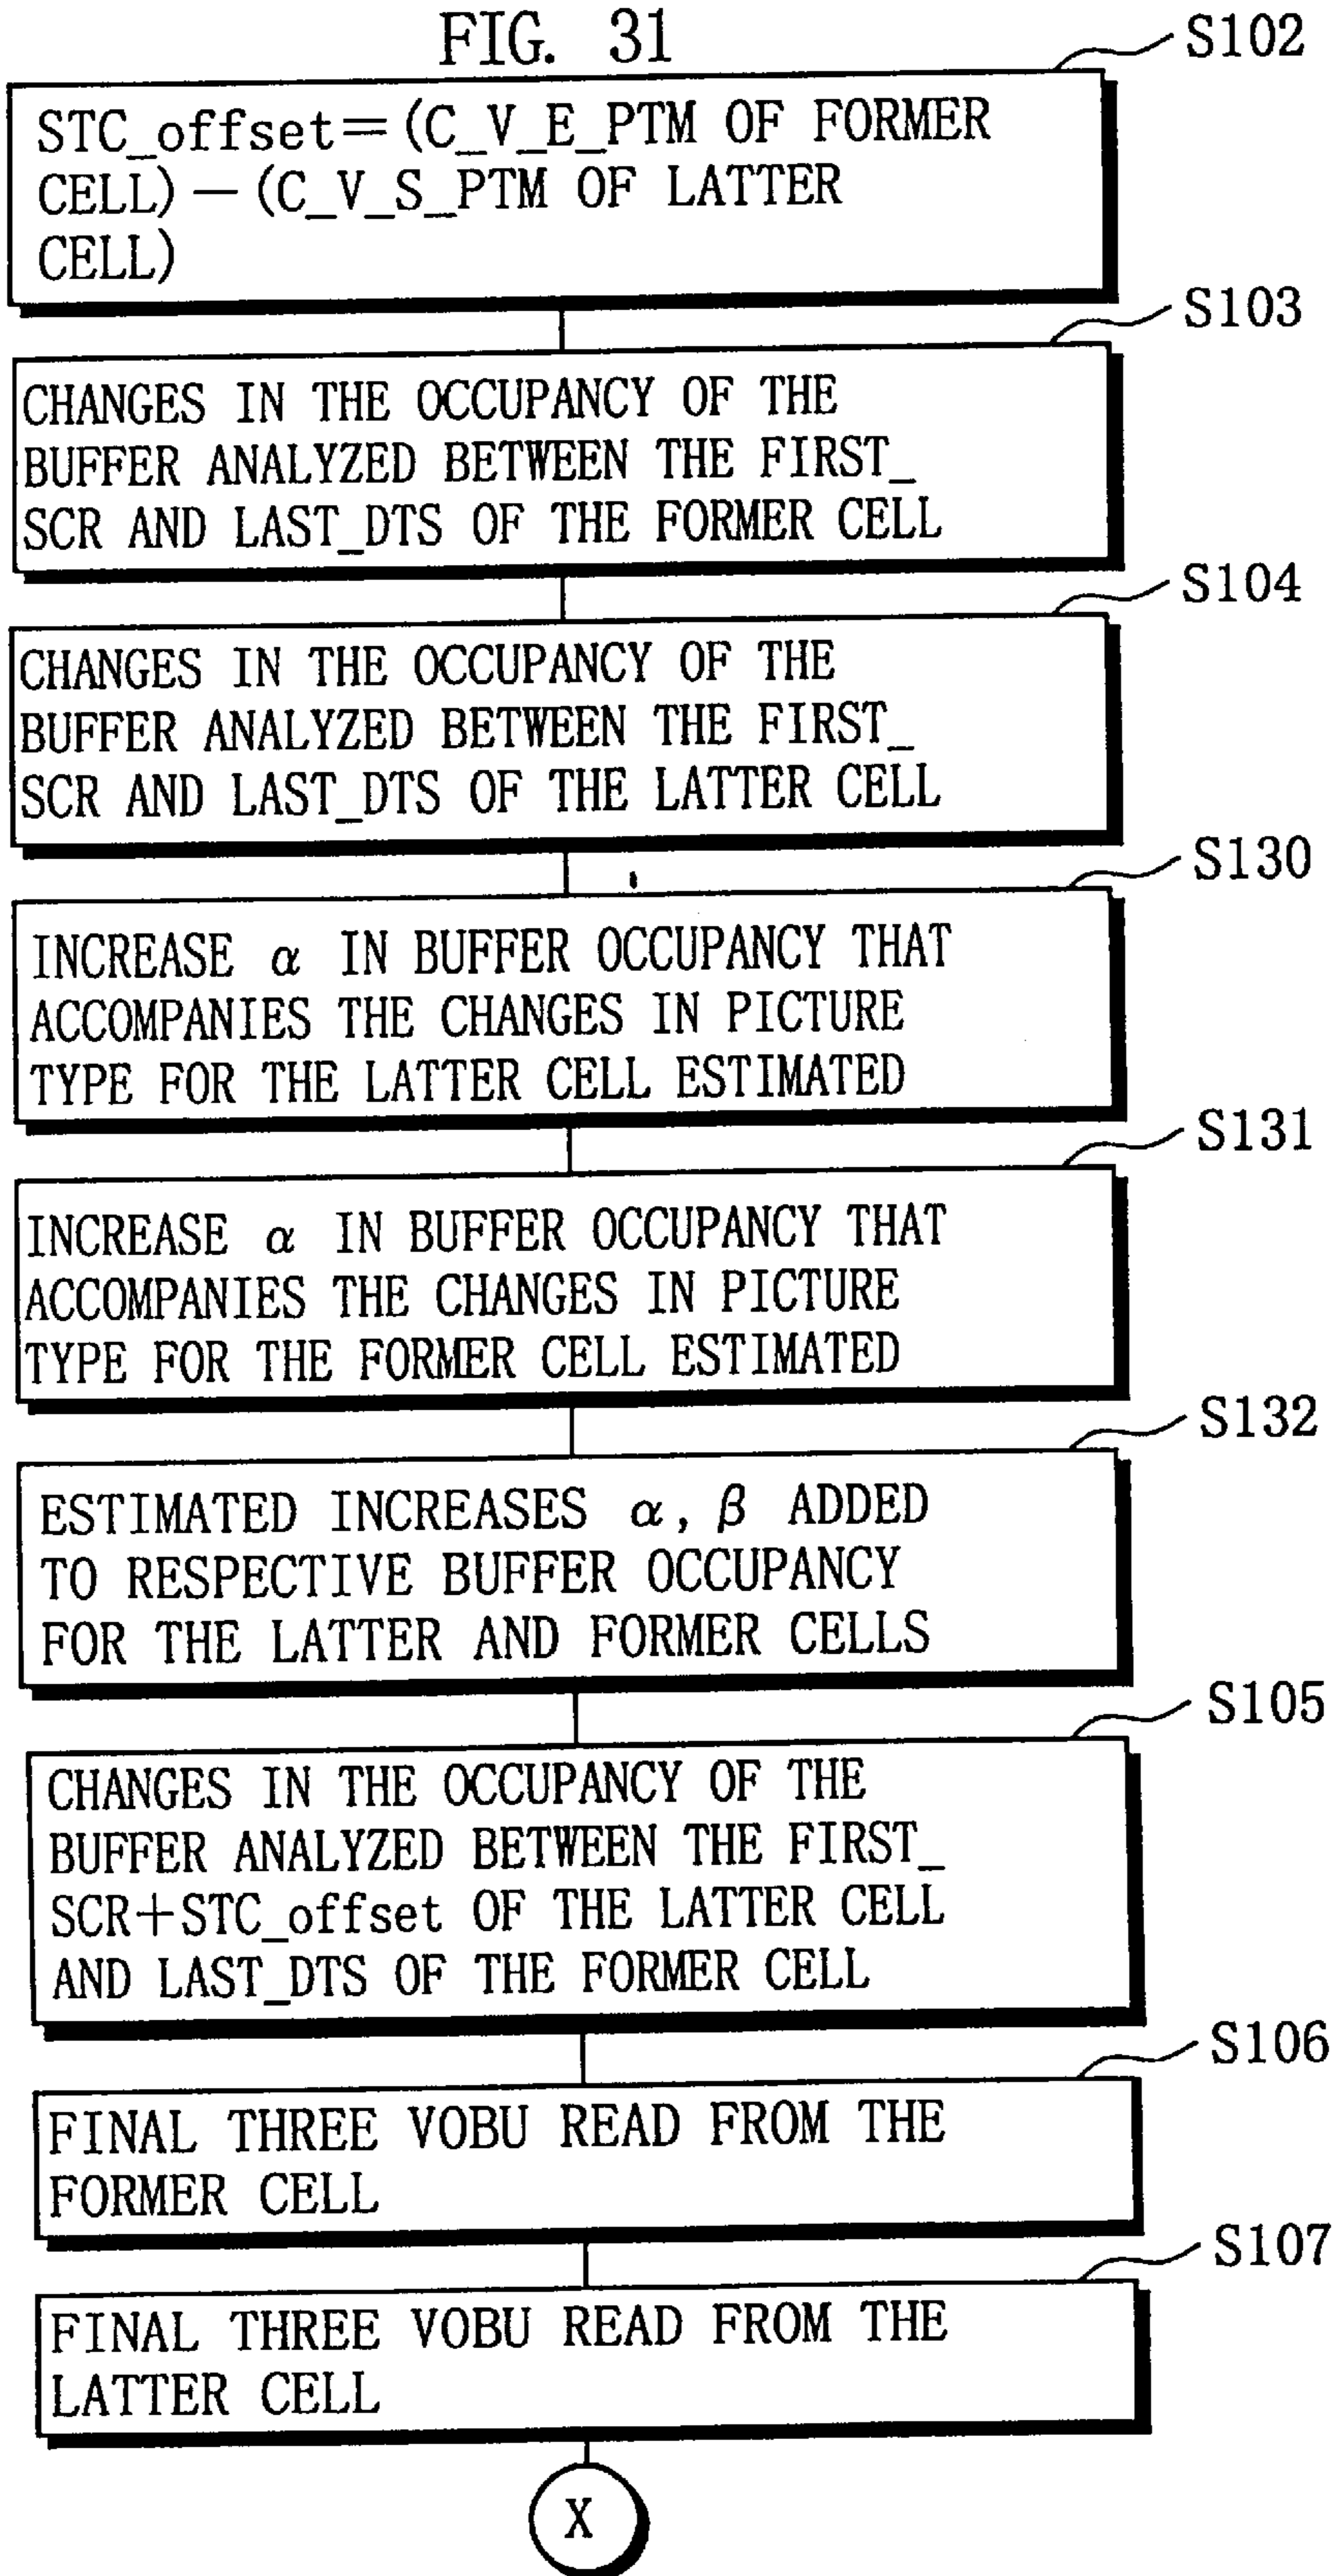 FIG. 31
S102
STC_offset=(C_V_E_PTM OF FORMER
CELL)—(C_V_S_PTM OF LATTER
CELL)
S103
CHANGES IN THE OCCUPANCY OF THE
BUFFER ANALYZED BETWEEN THE FIRST_
SCR AND LAST_DTS OF THE FORMER CELL
S104
CHANGES IN THE OCCUPANCY OF THE
BUFFER ANALYZED BETWEEN THE FIRST_
SCR AND LAST_DTS OF THE LATTER CELL
S130
INCREASE α IN BUFFER OCCUPANCY THAT
ACCOMPANIES THE CHANGES IN PICTURE
TYPE FOR THE LATTER CELL ESTIMATED
S131
INCREASE α IN BUFFER OCCUPANCY THAT
ACCOMPANIES THE CHANGES IN PICTURE
TYPE FOR THE FORMER CELL ESTIMATED
S132
ESTIMATED INCREASES α, β ADDED
TO RESPECTIVE BUFFER OCCUPANCY
FOR THE LATTER AND FORMER CELLS
S105
CHANGES IN THE OCCUPANCY OF THE
BUFFER ANALYZED BETWEEN THE FIRST_
SCR+STC_offset OF THE LATTER CELL
AND LAST_DTS OF THE FORMER CELL
S106
FINAL THREE VOBU READ FROM THE
FORMER CELL
S107
FINAL THREE VOBU READ FROM THE
LATTER CELL
X